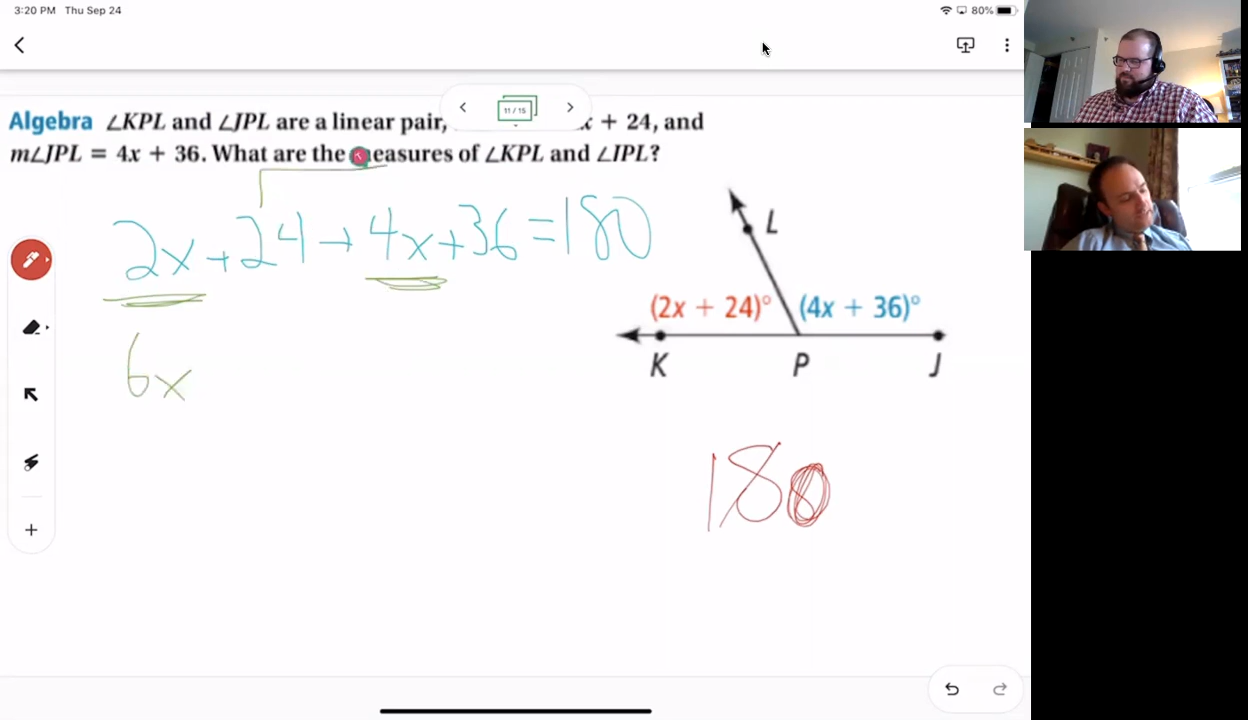 3:20 PM Thu Sep 24
80%
11 / 15
Algebra ∠KPL and ∠JPL are a linear pair, x + 24, and
m∠JPL = 4x + 36. What are the measures of ∠KPL and ∠JPL?
2x + 24 + 4x + 36 = 180
6x
L
(2x + 24)° (4x + 36)°
K P J
180